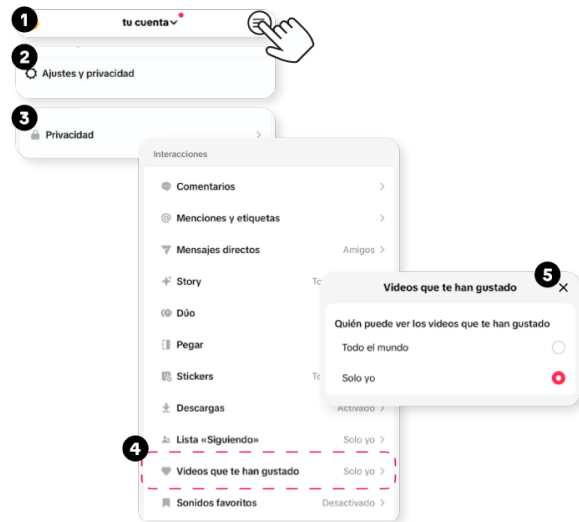 1
tu cuenta
2
Ajustes y privacidad
3
Privacidad
Interacciones
Comentarios
Menciones y etiquetas
Mensajes directos Amigos
Story To
Dúo
Pegar
Stickers To
Descargas Activado
Lista «Siguiendo» Solo yo
4
Videos que te han gustado Solo yo
Sonidos favoritos Desactivado
5
Videos que te han gustado
Quién puede ver los videos que te han gustado
Todo el mundo
Solo yo